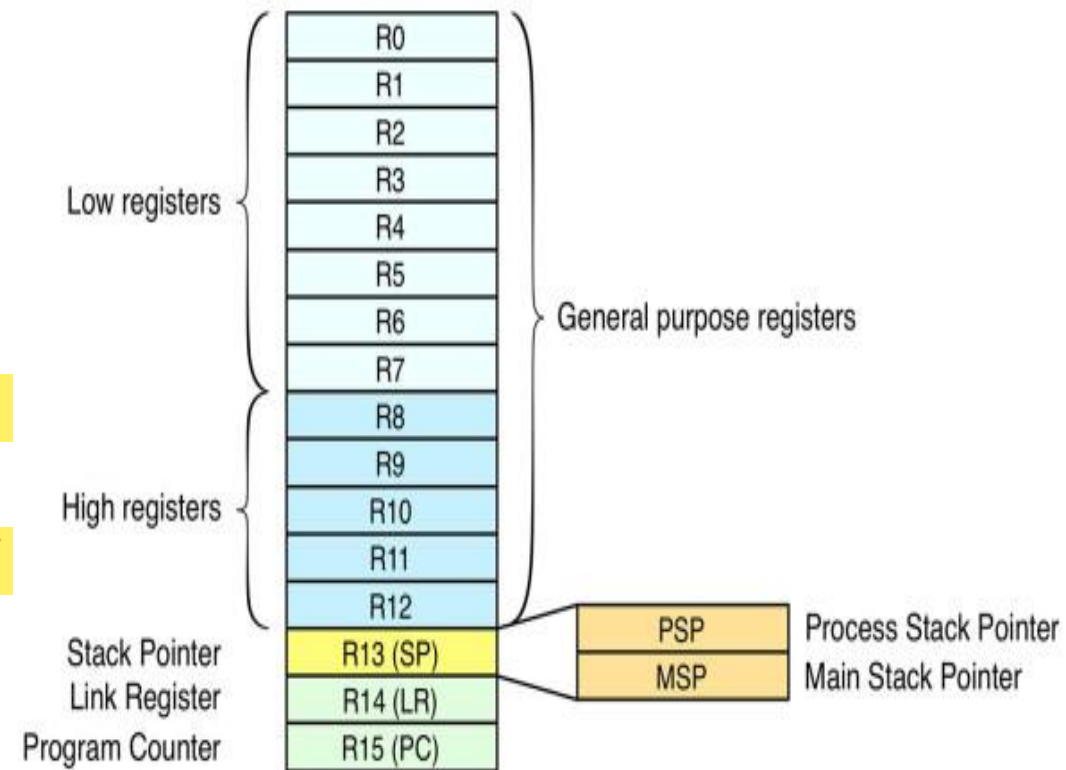 R0
R1
R2
R3
Low registers
R4
R5
R6
General purpose registers
R7
R8
R9
High registers
R10
R11
R12
PSP
Process Stack Pointer
Stack Pointer
R13 (SP)
MSP
Main Stack Pointer
Link Register
R14 (LR)
Program Counter
R15 (PC)